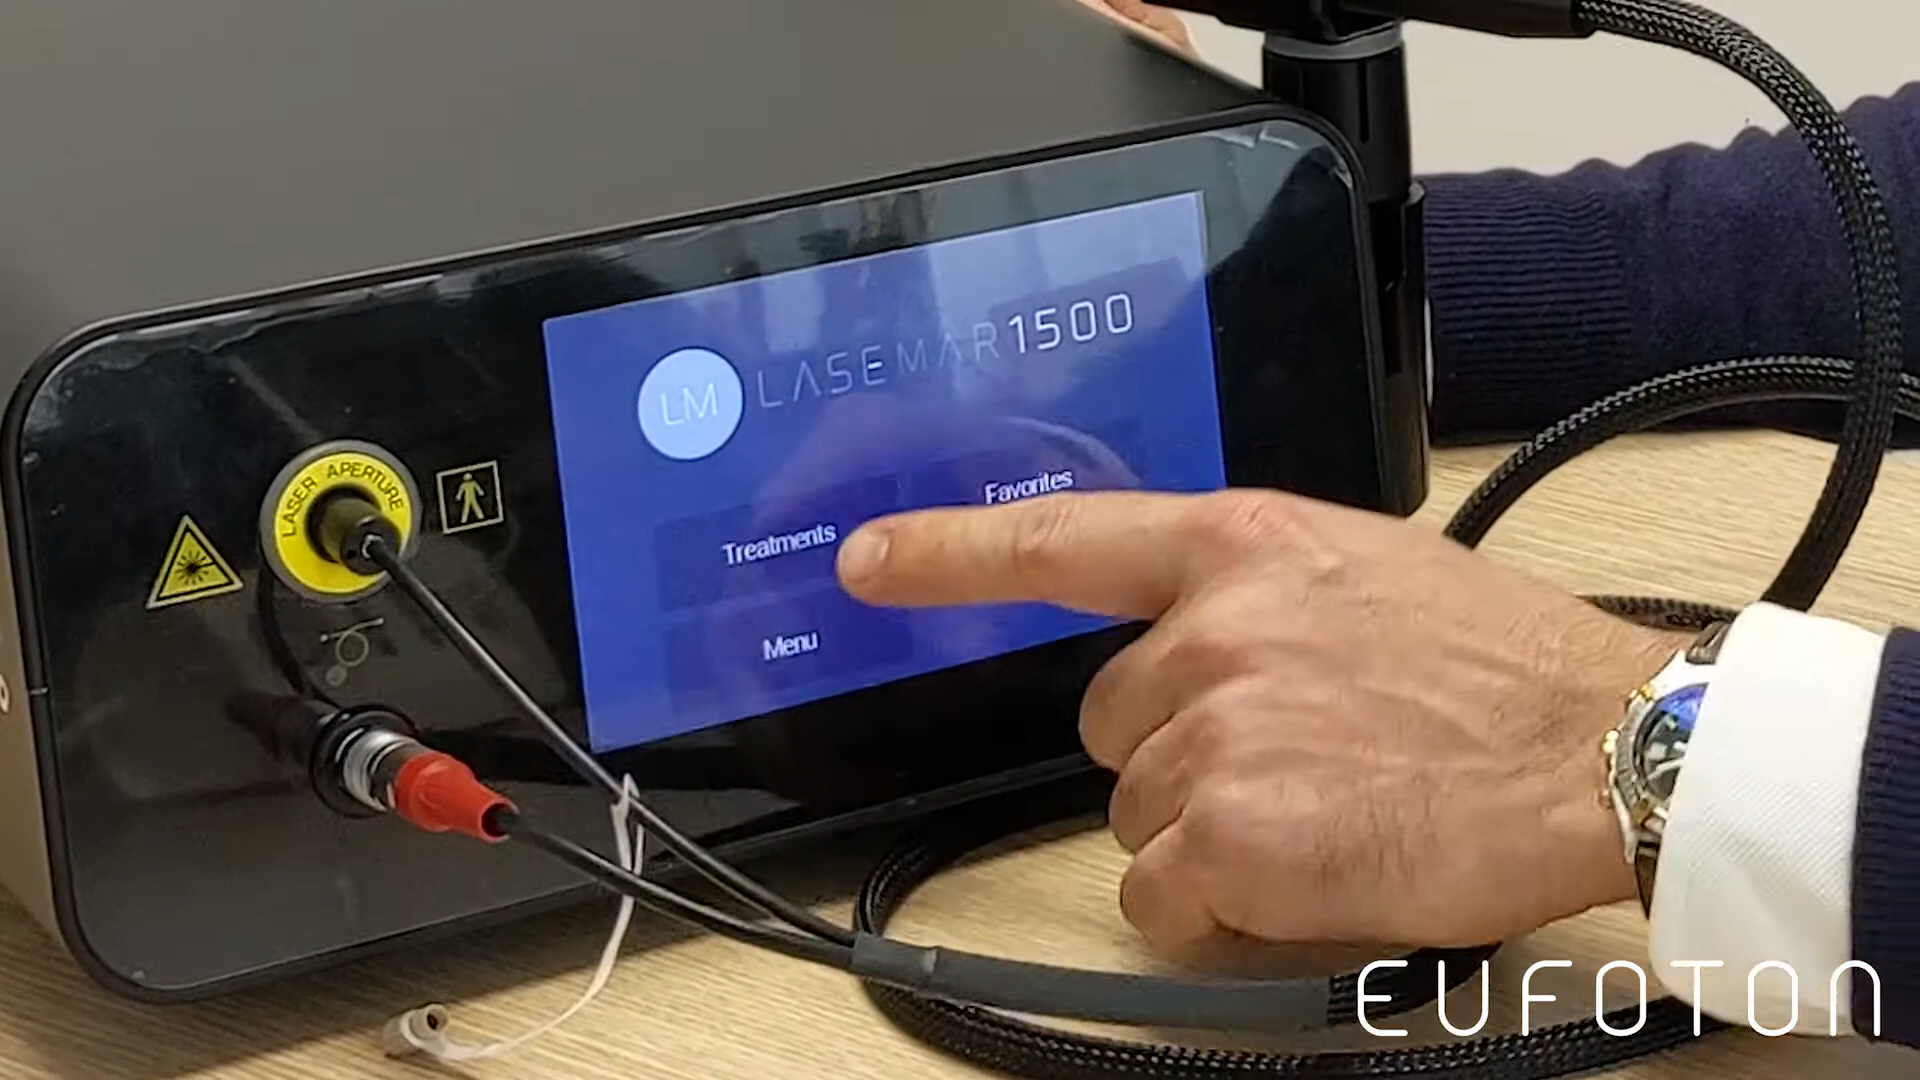 LM LASEMAR1500
Favorites
Treatments
Menu
LASER APERTURE
EUFOTON